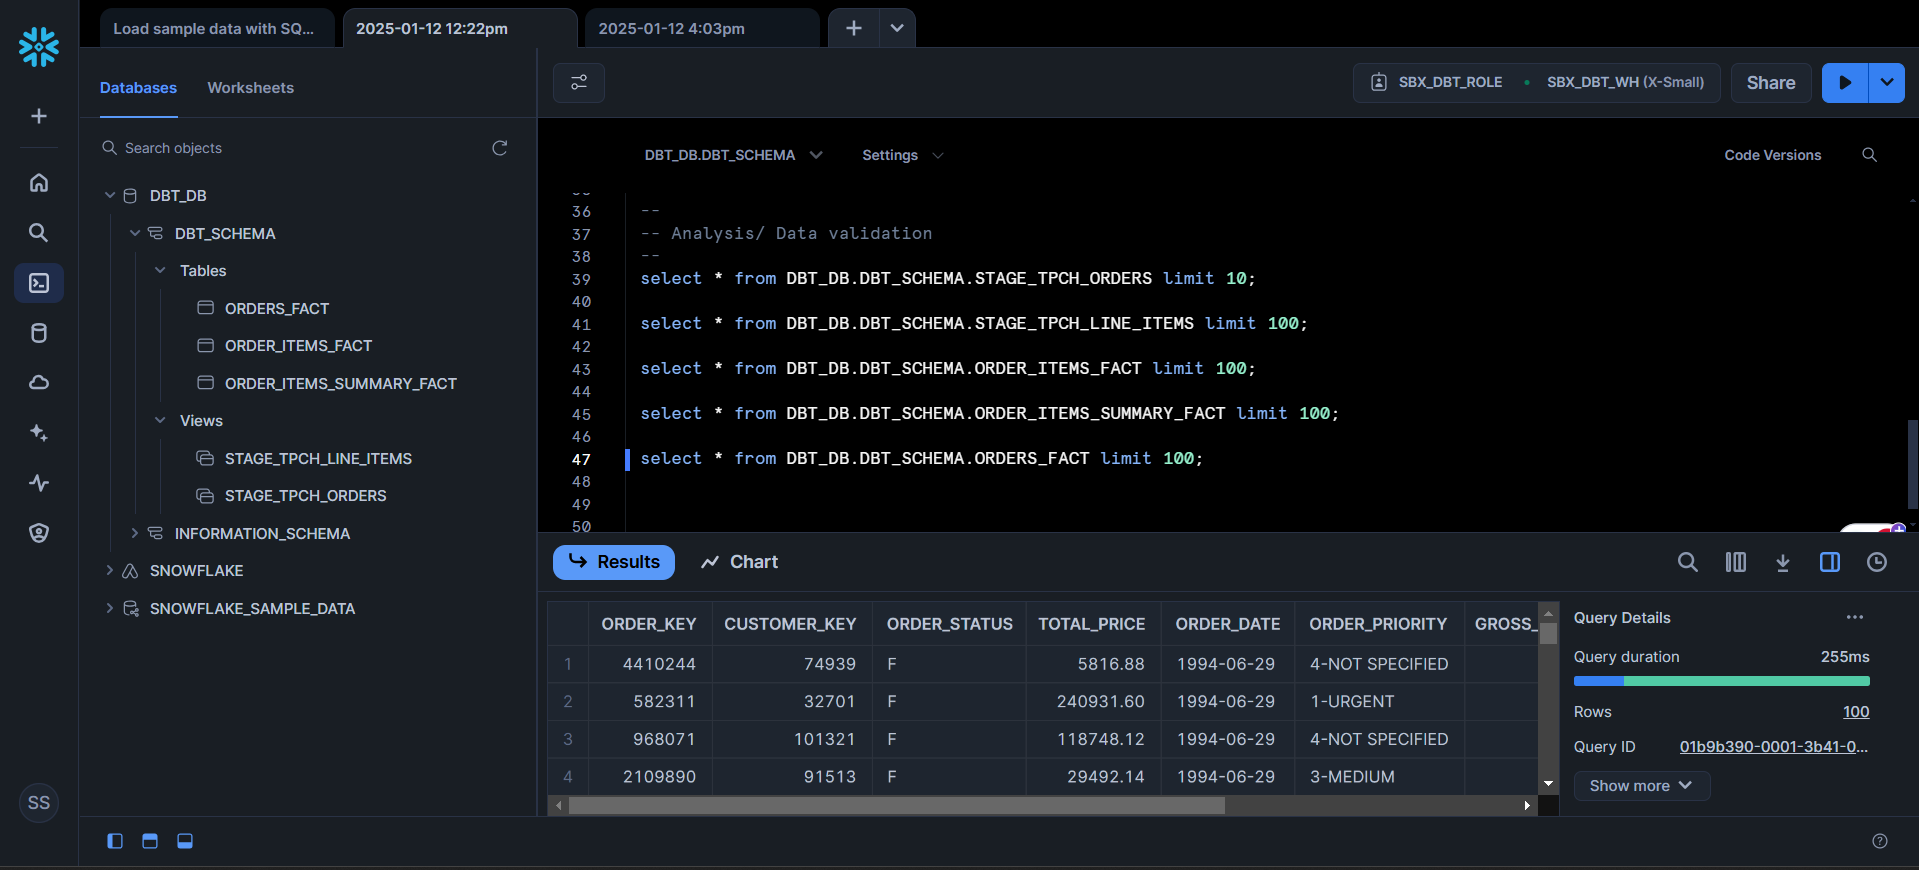 Load sample data with SQ...
2025-01-12 12:22pm
2025-01-12 4:03pm
Databases
Worksheets
SBX_DBT_ROLE
SBX_DBT_WH (X-Small)
Share
Search objects
DBT_DB
DBT_SCHEMA
Tables
ORDERS_FACT
ORDER_ITEMS_FACT
ORDER_ITEMS_SUMMARY_FACT
Views
STAGE_TPCH_LINE_ITEMS
STAGE_TPCH_ORDERS
INFORMATION_SCHEMA
SNOWFLAKE
SNOWFLAKE_SAMPLE_DATA
SS
DBT_DB.DBT_SCHEMA
Settings
Code Versions
36 --
37 -- Analysis/ Data validation
38 --
39 select * from DBT_DB.DBT_SCHEMA.STAGE_TPCH_ORDERS limit 10;
40
41 select * from DBT_DB.DBT_SCHEMA.STAGE_TPCH_LINE_ITEMS limit 100;
42
43 select * from DBT_DB.DBT_SCHEMA.ORDER_ITEMS_FACT limit 100;
44
45 select * from DBT_DB.DBT_SCHEMA.ORDER_ITEMS_SUMMARY_FACT limit 100;
46
47 select * from DBT_DB.DBT_SCHEMA.ORDERS_FACT limit 100;
48
49
50
Results
Chart
ORDER_KEY CUSTOMER_KEY ORDER_STATUS TOTAL_PRICE ORDER_DATE ORDER_PRIORITY GROSS_
1 4410244 74939 F 5816.88 1994-06-29 4-NOT SPECIFIED
2 582311 32701 F 240931.60 1994-06-29 1-URGENT
3 968071 101321 F 118748.12 1994-06-29 4-NOT SPECIFIED
4 2109890 91513 F 29492.14 1994-06-29 3-MEDIUM
Query Details
...
Query duration 255ms
Rows 100
Query ID 01b9b390-0001-3b41-0...
Show more